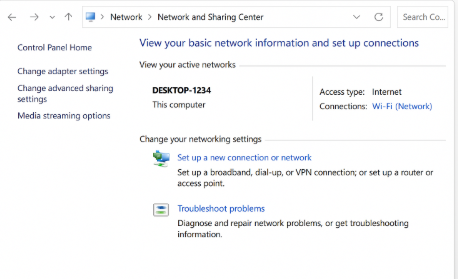 Network > Network and Sharing Center
Search Co...
Control Panel Home
Change adapter settings
Change advanced sharing
settings
Media streaming options
View your basic network information and set up connections
View your active networks
DESKTOP-1234
This computer
Access type: Internet
Connections: Wi-Fi (Network)
Change your networking settings
Set up a new connection or network
Set up a broadband, dial-up, or VPN connection; or set up a router or
access point.
Troubleshoot problems
Diagnose and repair network problems, or get troubleshooting
information.